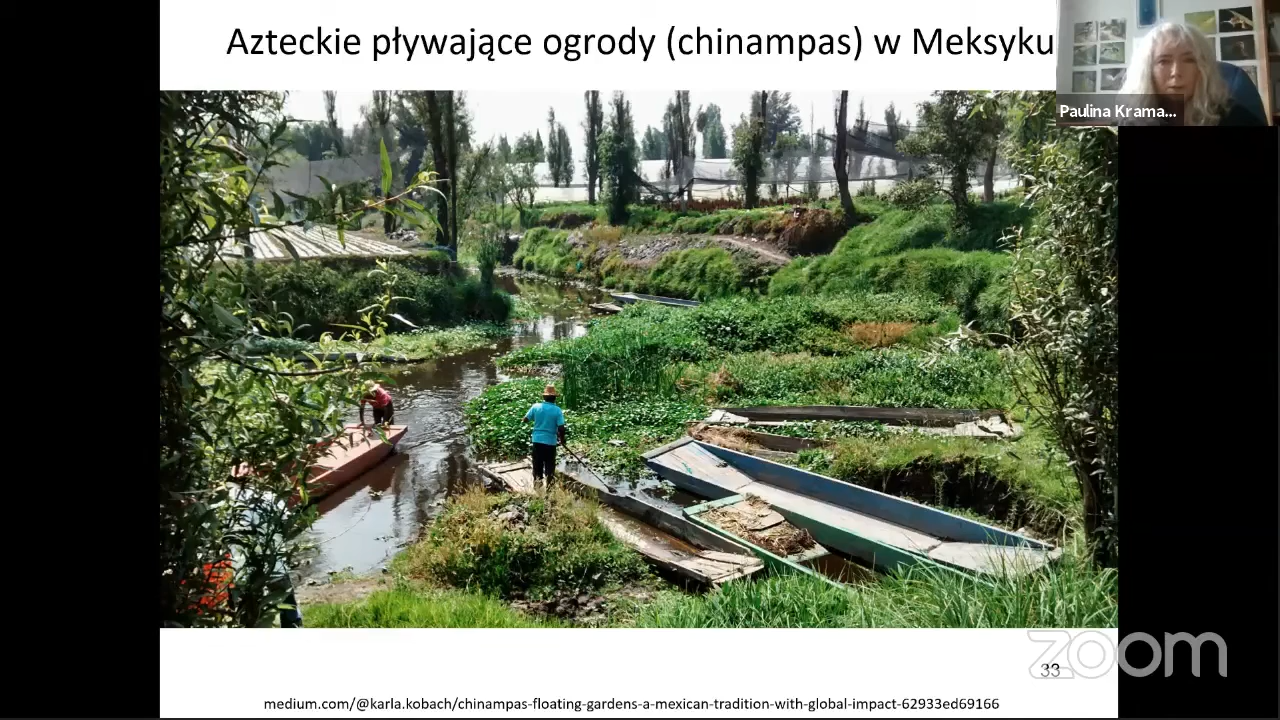 Azteckie pływające ogrody (chinampas) w Meksyku
Paulina Krama...
33
zoom
medium.com/@karla.kobach/chinampas-floating-gardens-a-mexican-tradition-with-global-impact-62933ed69166